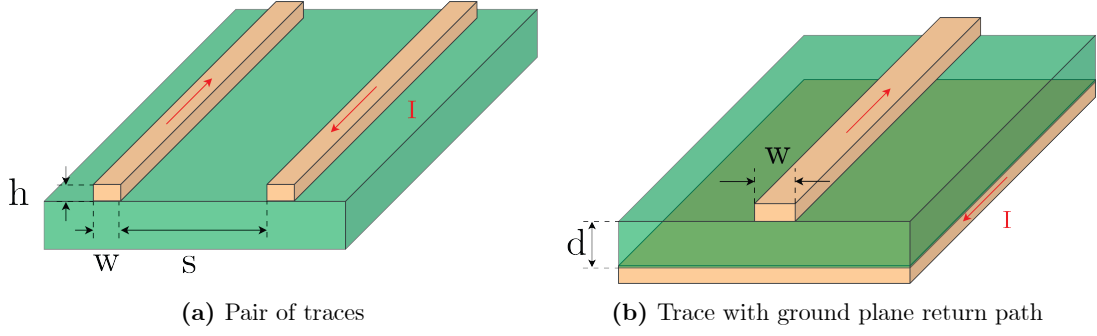 I
h
w
s
(a) Pair of traces
w
d
I
(b) Trace with ground plane return path